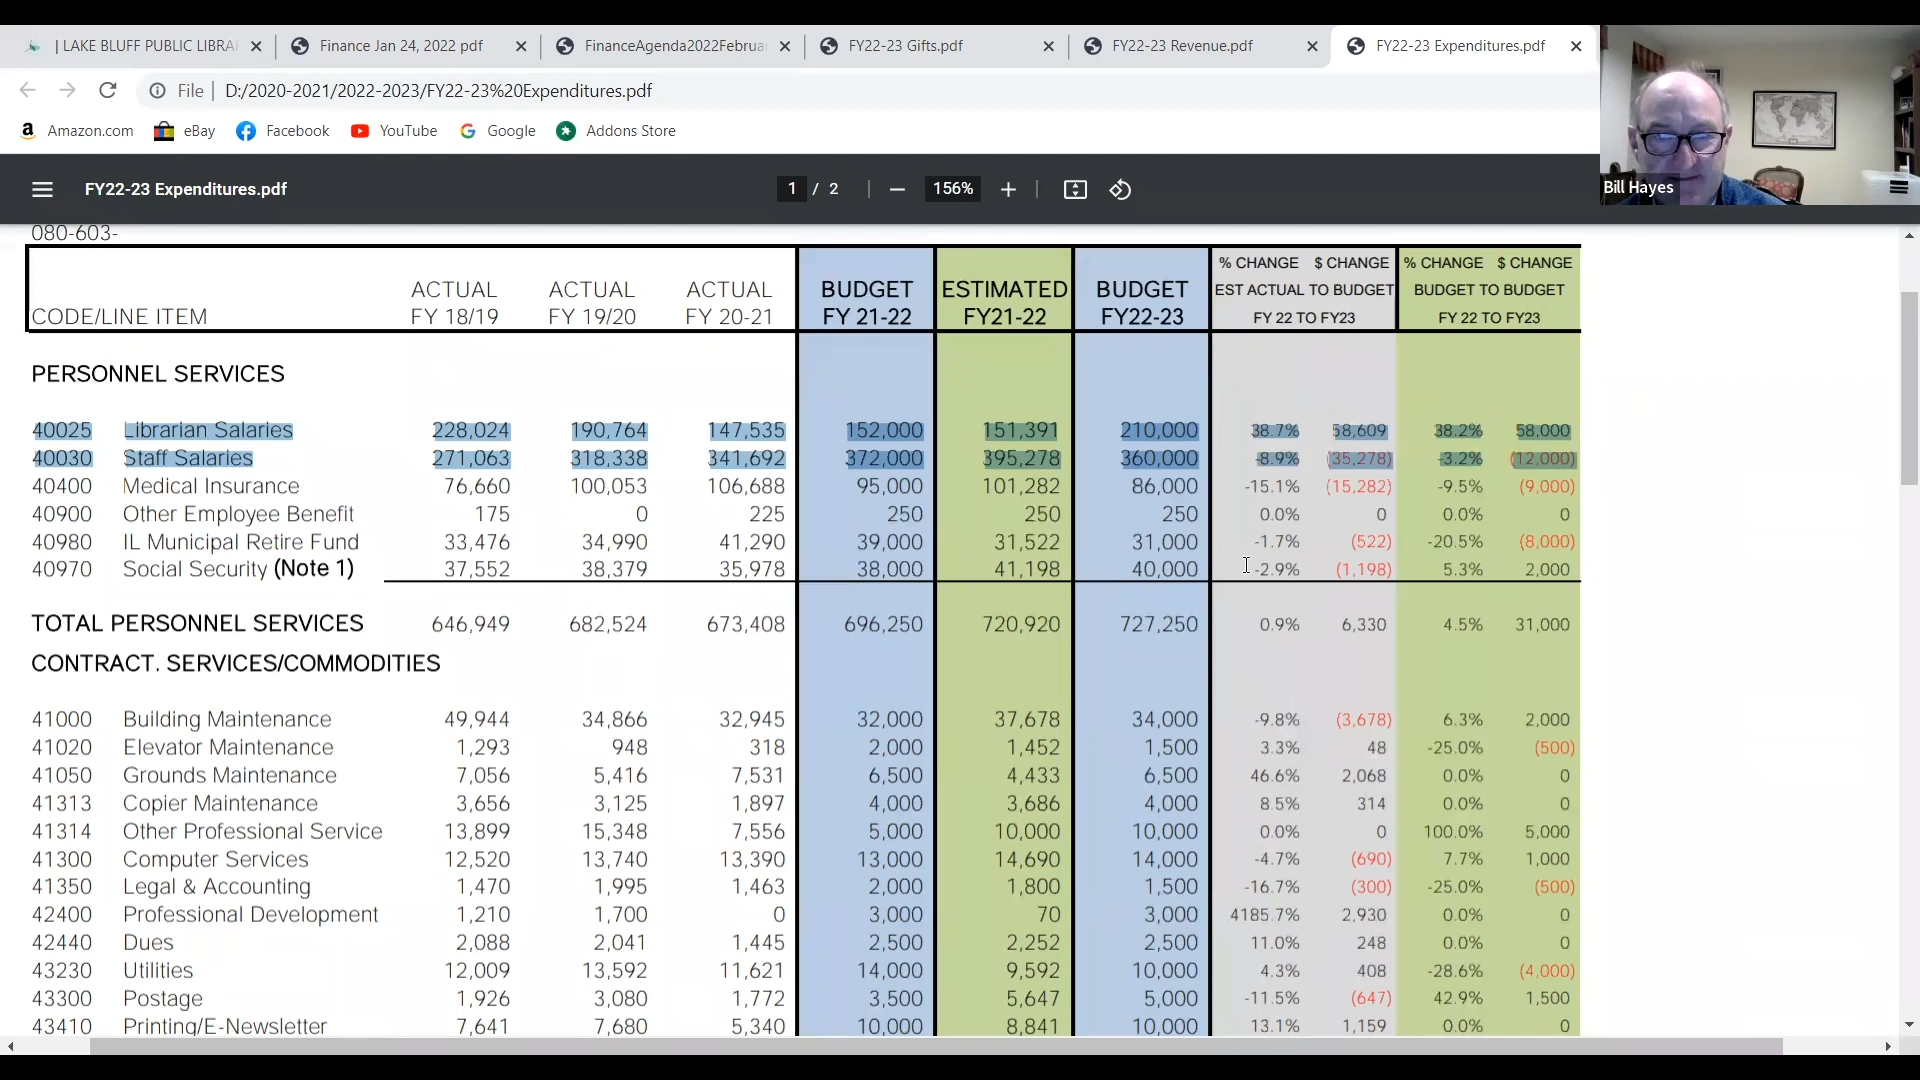 | LAKE BLUFF PUBLIC LIBRA
Finance Jan 24, 2022 pdf
FinanceAgenda2022Februa
FY22-23 Gifts.pdf
FY22-23 Revenue.pdf
FY22-23 Expenditures.pdf
File | D:/2020-2021/2022-2023/FY22-23%20Expenditures.pdf
Amazon.com eBay Facebook YouTube Google Addons Store
FY22-23 Expenditures.pdf 1 / 2 156%
Bill Hayes
080-603-
% CHANGE $ CHANGE % CHANGE $ CHANGE
ACTUAL ACTUAL ACTUAL BUDGET ESTIMATED BUDGET EST ACTUAL TO BUDGET BUDGET TO BUDGET
CODE/LINE ITEM FY 18/19 FY 19/20 FY 20-21 FY 21-22 FY21-22 FY22-23 FY 22 TO FY23 FY 22 TO FY23
PERSONNEL SERVICES
40025 Librarian Salaries 228,024 190,764 147,535 152,000 151,391 210,000 38.7% 58,609 38.2% 58,000
40030 Staff Salaries 271,063 318,338 341,692 372,000 395,278 360,000 -8.9% (35,278) -3.2% (12,000)
40400 Medical Insurance 76,660 100,053 106,688 95,000 101,282 86,000 -15.1% (15,282) -9.5% (9,000)
40900 Other Employee Benefit 175 0 225 250 250 250 0.0% 0 0.0% 0
40980 IL Municipal Retire Fund 33,476 34,990 41,290 39,000 31,522 31,000 -1.7% (522) -20.5% (8,000)
40970 Social Security (Note 1) 37,552 38,379 35,978 38,000 41,198 40,000 -2.9% (1,198) 5.3% 2,000
TOTAL PERSONNEL SERVICES 646,949 682,524 673,408 696,250 720,920 727,250 0.9% 6,330 4.5% 31,000
CONTRACT. SERVICES/COMMODITIES
41000 Building Maintenance 49,944 34,866 32,945 32,000 37,678 34,000 -9.8% (3,678) 6.3% 2,000
41020 Elevator Maintenance 1,293 948 318 2,000 1,452 1,500 3.3% 48 -25.0% (500)
41050 Grounds Maintenance 7,056 5,416 7,531 6,500 4,433 6,500 46.6% 2,068 0.0% 0
41313 Copier Maintenance 3,656 3,125 1,897 4,000 3,686 4,000 8.5% 314 0.0% 0
41314 Other Professional Service 13,899 15,348 7,556 5,000 10,000 10,000 0.0% 0 100.0% 5,000
41300 Computer Services 12,520 13,740 13,390 13,000 14,690 14,000 -4.7% (690) 7.7% 1,000
41350 Legal & Accounting 1,470 1,995 1,463 2,000 1,800 1,500 -16.7% (300) -25.0% (500)
42400 Professional Development 1,210 1,700 0 3,000 70 3,000 4185.7% 2,930 0.0% 0
42440 Dues 2,088 2,041 1,445 2,500 2,252 2,500 11.0% 248 0.0% 0
43230 Utilities 12,009 13,592 11,621 14,000 9,592 10,000 4.3% 408 -28.6% (4,000)
43300 Postage 1,926 3,080 1,772 3,500 5,647 5,000 -11.5% (647) 42.9% 1,500
43410 Printing/E-Newsletter 7,641 7,680 5,340 10,000 8,841 10,000 13.1% 1,159 0.0% 0